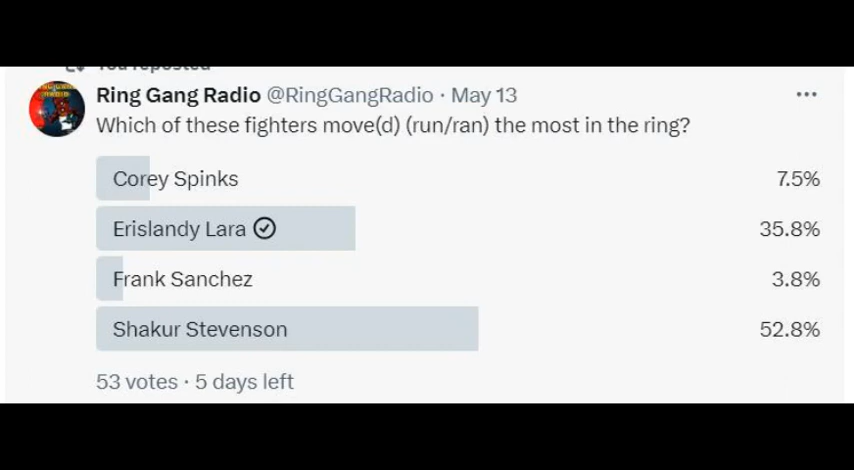 You reposted
Ring Gang Radio @RingGangRadio · May 13
Which of these fighters move(d) (run/ran) the most in the ring?
Corey Spinks 7.5%
Erislandy Lara 35.8%
Frank Sanchez 3.8%
Shakur Stevenson 52.8%
53 votes · 5 days left